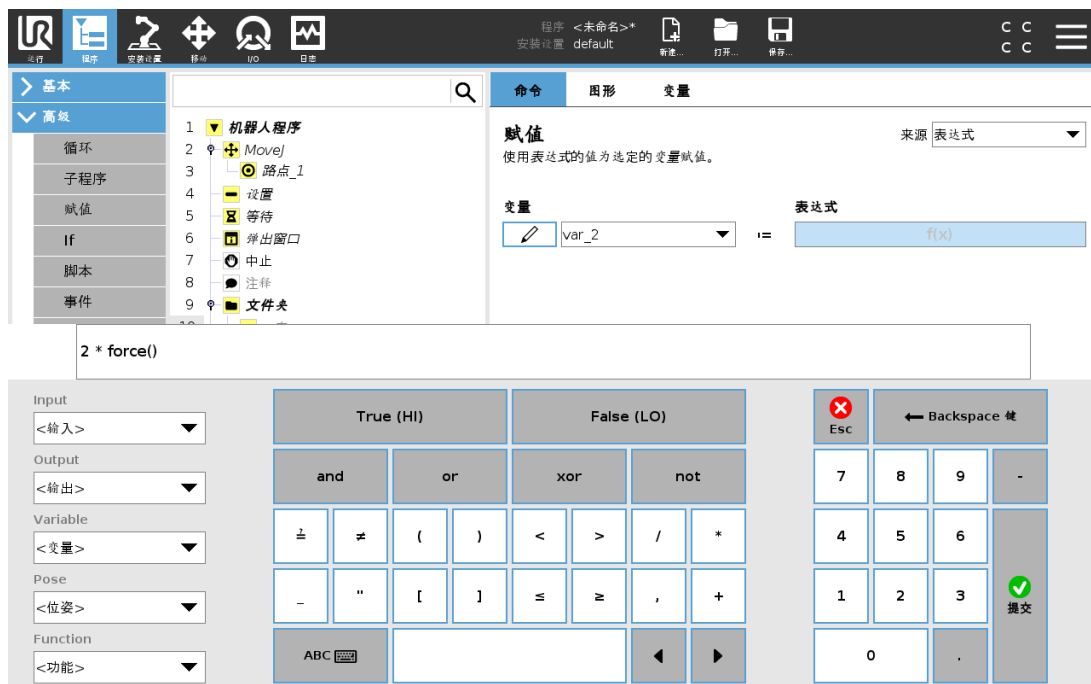 UR
运行
程序
安装设置
移动
I/O
日志
程序 <未命名>*
安装设置 default
新建...
打开...
保存...
C C
C C
基本
高级
循环
子程序
赋值
If
脚本
事件
1 机器人程序
2 MoveJ
3 路点_1
4 设置
5 等待
6 弹出窗口
7 中止
8 注释
9 文件夹
命令 图形 变量
赋值
来源 表达式
使用表达式的值为选定的变量赋值。
变量
表达式
var_2
:=
f(x)
2 * force()
Input
<输入>
Output
<输出>
Variable
<变量>
Pose
<位姿>
Function
<功能>
True (HI) False (LO)
and or xor not
≟ ≠ ( ) < > / *
_ " [ ] ≤ ≥ , +
ABC
Esc
Backspace 键
7 8 9 -
4 5 6
1 2 3
提交
0 .